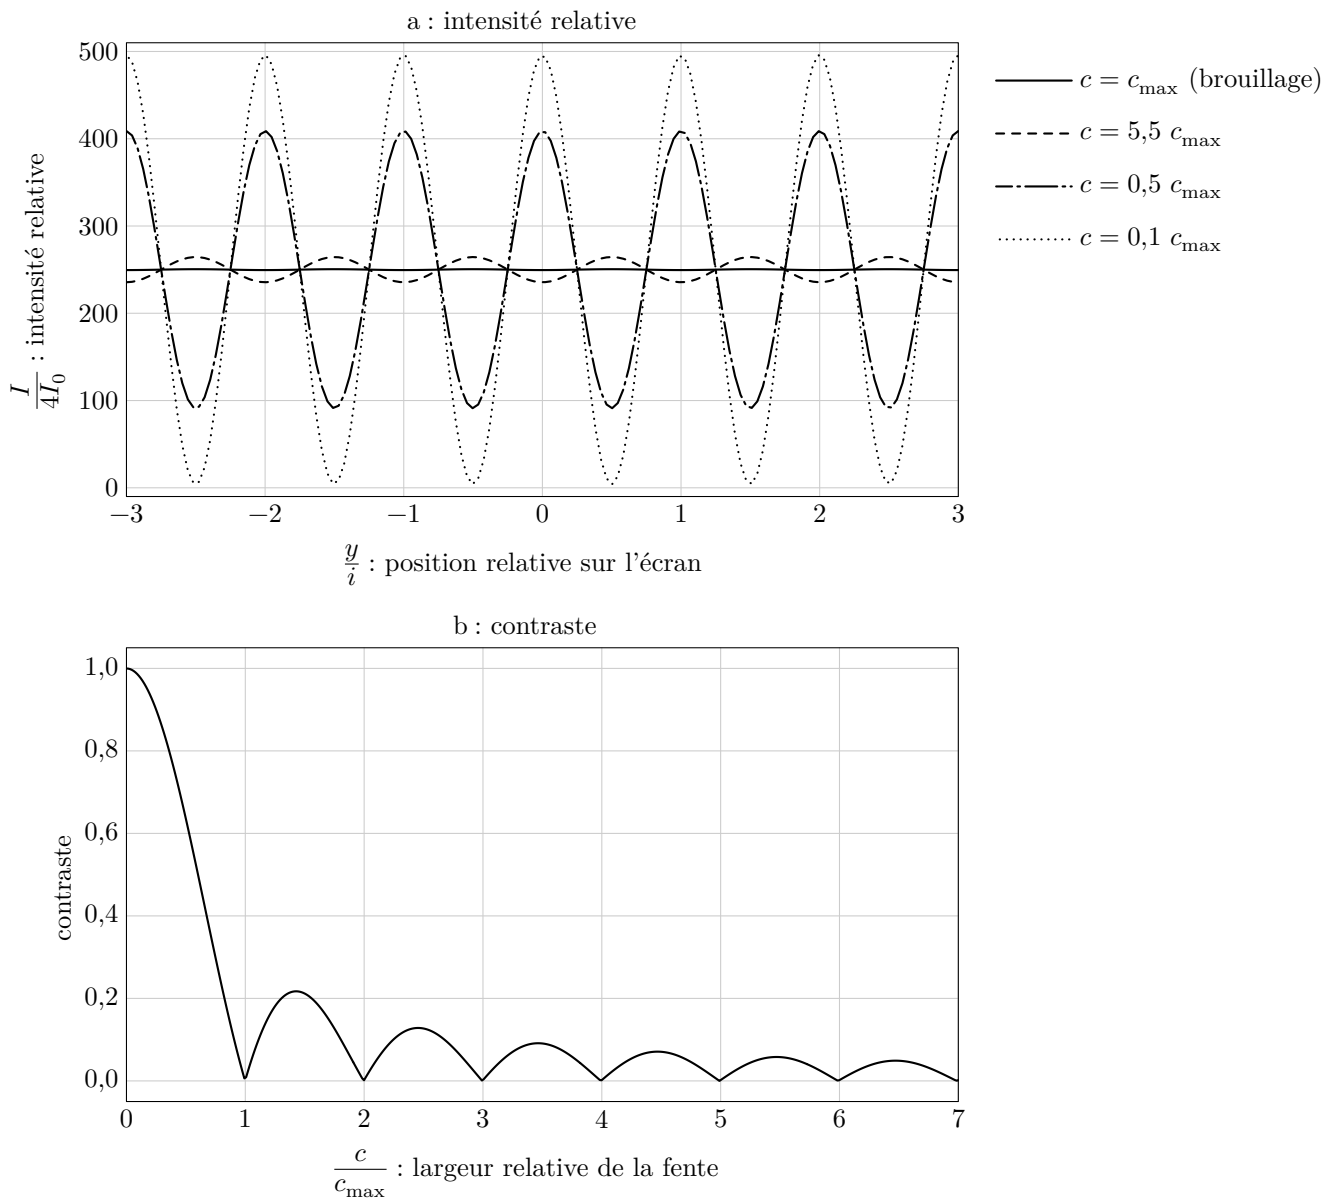 a : intensité relative
500
400
300
200
100
0
I/4I₀ : intensité relative
−3 −2 −1 0 1 2 3
y/i : position relative sur l'écran
c = c_max (brouillage)
c = 5,5 c_max
c = 0,5 c_max
c = 0,1 c_max
b : contraste
1,0
0,8
0,6
0,4
0,2
0,0
contraste
0 1 2 3 4 5 6 7
c/c_max : largeur relative de la fente